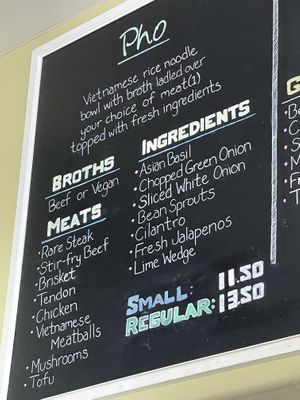 Pho
Vietnamese rice noodle
bowl with broth ladled over
your choice of meat(1)
topped with fresh ingredients
BROTHS
Beef or Vegan
MEATS
·Rare Steak
·Stir-fry Beef
·Brisket
·Tendon
·Chicken
·Vietnamese
Meatballs
·Mushrooms
·Tofu
INGREDIENTS
·Asian Basil
·Chopped Green Onion
·Sliced White Onion
·Bean Sprouts
·Cilantro
·Fresh Jalapenos
·Lime Wedge
SMALL: 11.50
REGULAR: 13.50